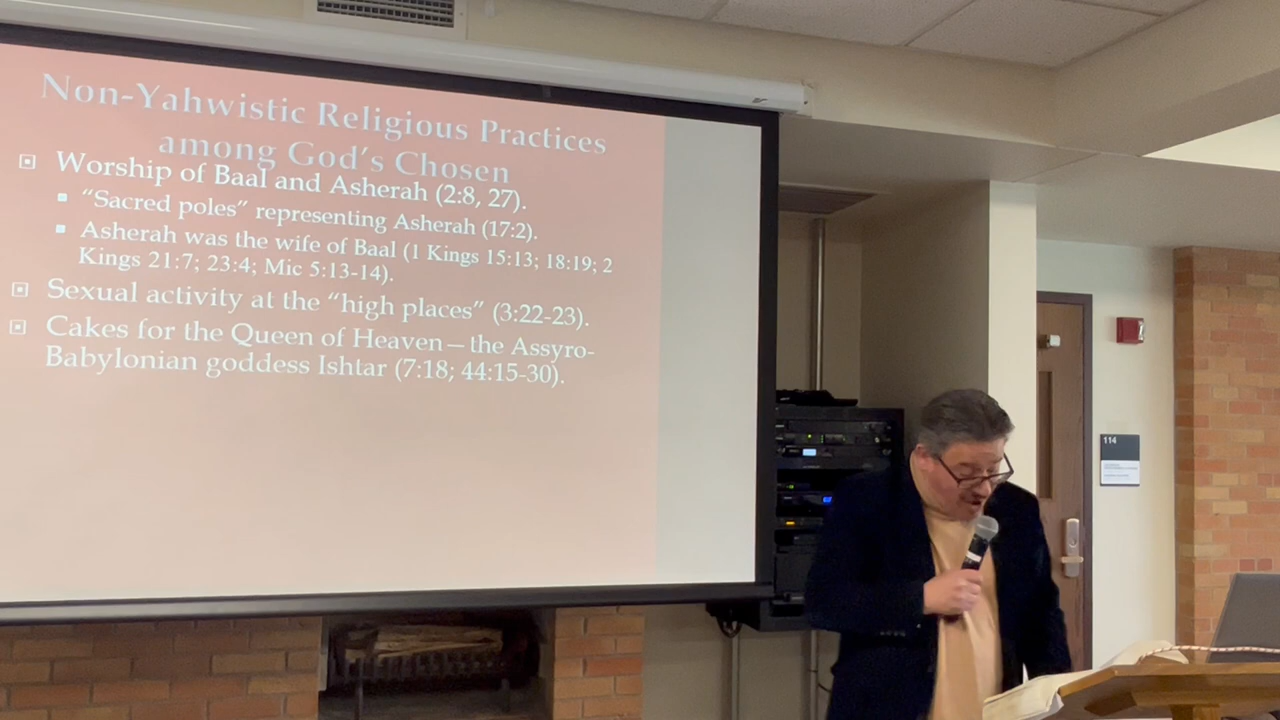 Non-Yahwistic Religious Practices
among God's Chosen
Worship of Baal and Asherah (2:8, 27).
“Sacred poles” representing Asherah (17:2).
Asherah was the wife of Baal (1 Kings 15:13; 18:19; 2
Kings 21:7; 23:4; Mic 5:13-14).
Sexual activity at the “high places” (3:22-23).
Cakes for the Queen of Heaven—the Assyro-
Babylonian goddess Ishtar (7:18; 44:15-30).
114